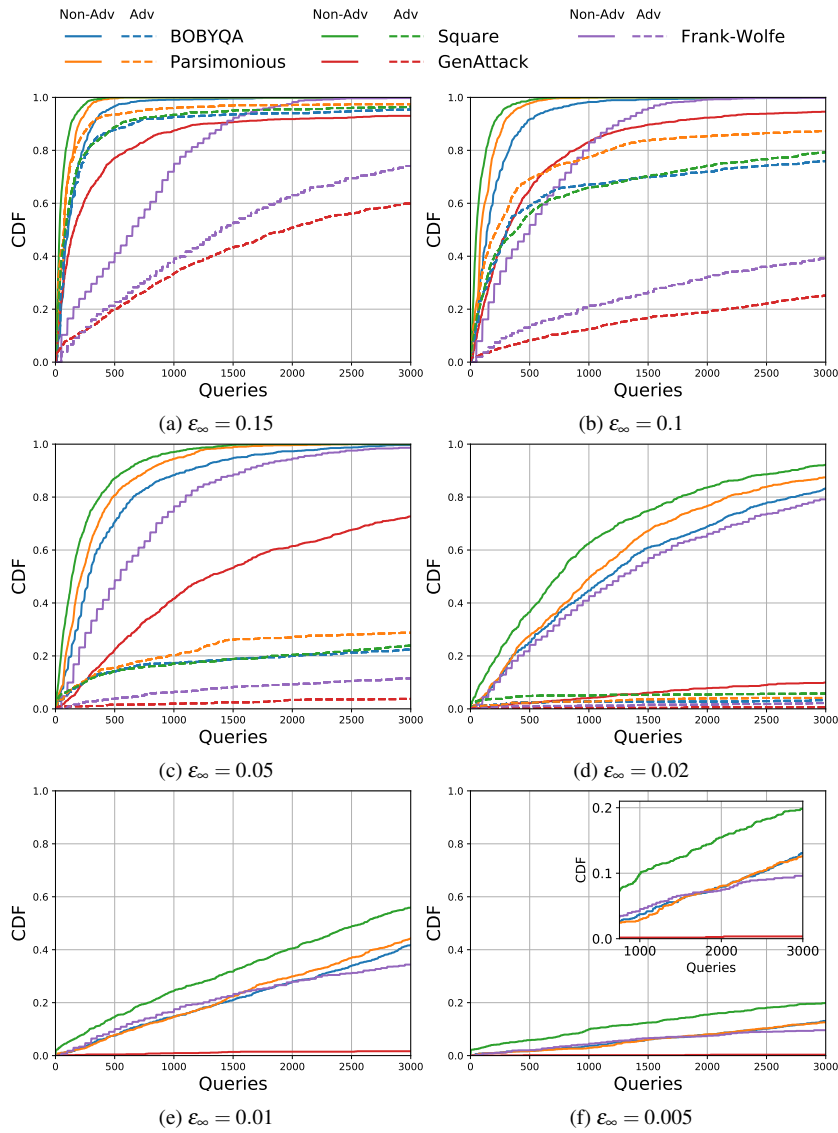 Non-Adv Adv Non-Adv Adv Non-Adv Adv
BOBYQA Square Frank-Wolfe
Parsimonious GenAttack
1.0
0.8
0.6
0.4
0.2
0.0
CDF
0 500 1000 1500 2000 2500 3000
Queries
(a) ε∞ = 0.15
1.0
0.8
0.6
0.4
0.2
0.0
CDF
0 500 1000 1500 2000 2500 3000
Queries
(b) ε∞ = 0.1
1.0
0.8
0.6
0.4
0.2
0.0
CDF
0 500 1000 1500 2000 2500 3000
Queries
(c) ε∞ = 0.05
1.0
0.8
0.6
0.4
0.2
0.0
CDF
0 500 1000 1500 2000 2500 3000
Queries
(d) ε∞ = 0.02
1.0
0.8
0.6
0.4
0.2
0.0
CDF
0 500 1000 1500 2000 2500 3000
Queries
(e) ε∞ = 0.01
1.0
0.8
0.6
0.4
0.2
0.0
CDF
0.2
0.1
0.0
CDF
1000 2000 3000
Queries
0 500 1000 1500 2000 2500 3000
Queries
(f) ε∞ = 0.005